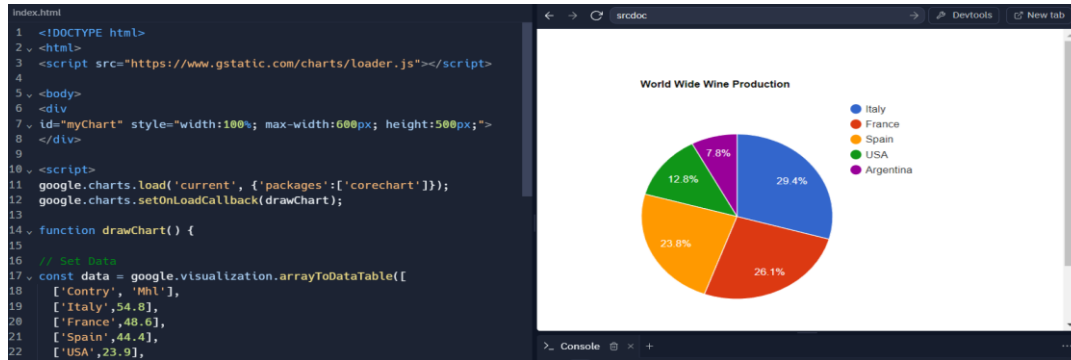 index.html
1 <!DOCTYPE html>
2 <html>
3 <script src="https://www.gstatic.com/charts/loader.js"></script>
4
5 <body>
6 <div
7 id="myChart" style="width:100%; max-width:600px; height:500px;">
8 </div>
9
10 <script>
11 google.charts.load('current', {'packages':['corechart']});
12 google.charts.setOnLoadCallback(drawChart);
13
14 function drawChart() {
15
16 // Set Data
17 const data = google.visualization.arrayToDataTable([
18 ['Contry', 'Mhl'],
19 ['Italy',54.8],
20 ['France',48.6],
21 ['Spain',44.4],
22 ['USA',23.9],
srcdoc
Devtools
New tab
World Wide Wine Production
Italy
France
Spain
USA
Argentina
7.8%
12.8%
29.4%
23.8%
26.1%
Console